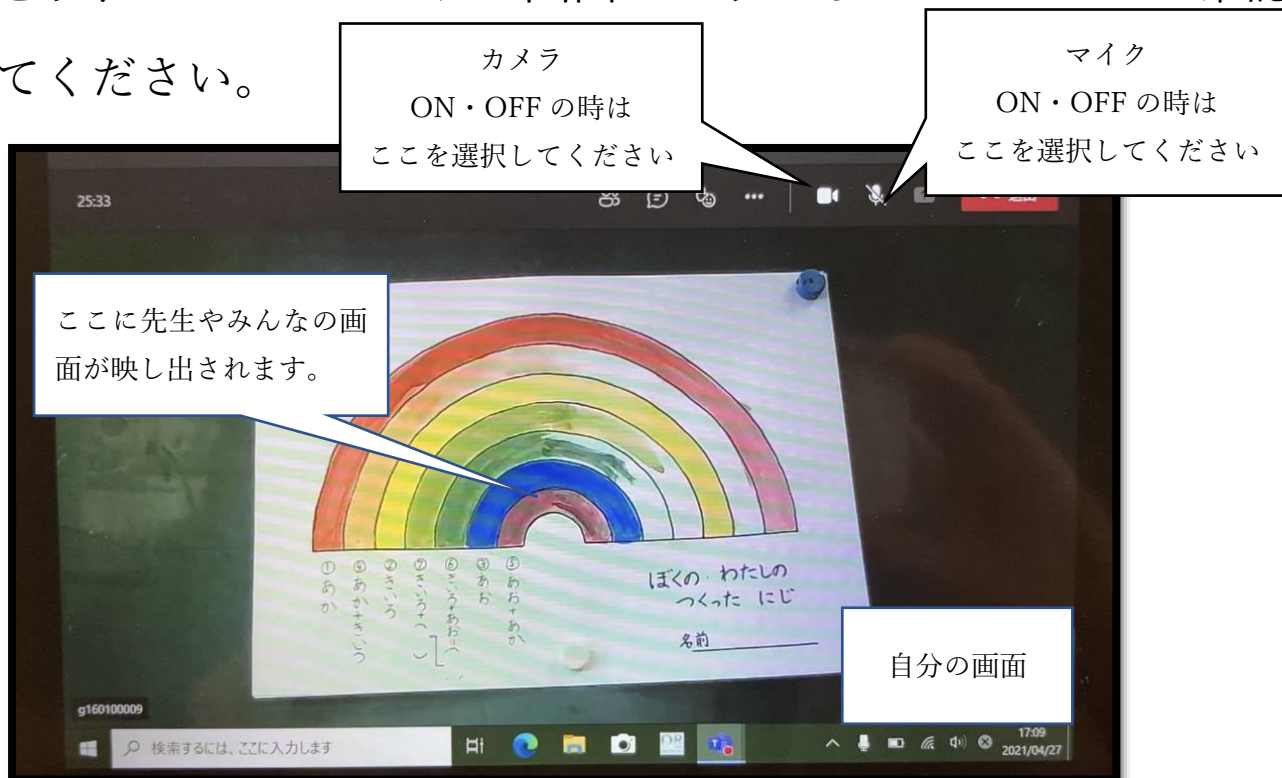 てください。
カメラ
ON・OFF の時は
ここを選択してください
マイク
ON・OFF の時は
ここを選択してください
25:33
ここに先生やみんなの画
面が映し出されます。
①あか
④あか+きいろ
②きいろ
⑦きいろ+(  )
⑥きいろ+あお=(
③あお
⑤あお+あか
ぼくの・わたしの
つくった にじ
名前
自分の画面
g160100009
検索するには、ここに入力します
17:09
2021/04/27